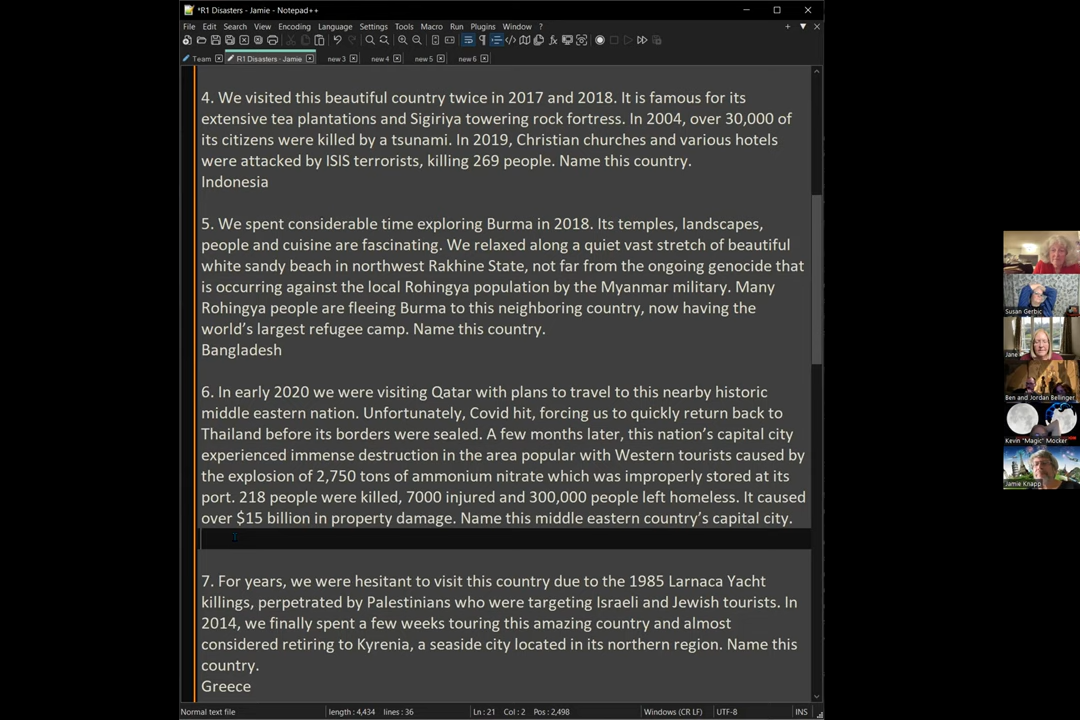 *R1 Disasters - Jamie - Notepad++
File Edit Search View Encoding Language Settings Tools Macro Run Plugins Window ?
Team R1 Disasters - Jamie new 3 new 4 new 5 new 6
4. We visited this beautiful country twice in 2017 and 2018. It is famous for its
extensive tea plantations and Sigiriya towering rock fortress. In 2004, over 30,000 of
its citizens were killed by a tsunami. In 2019, Christian churches and various hotels
were attacked by ISIS terrorists, killing 269 people. Name this country.
Indonesia
5. We spent considerable time exploring Burma in 2018. Its temples, landscapes,
people and cuisine are fascinating. We relaxed along a quiet vast stretch of beautiful
white sandy beach in northwest Rakhine State, not far from the ongoing genocide that
is occurring against the local Rohingya population by the Myanmar military. Many
Rohingya people are fleeing Burma to this neighboring country, now having the
world's largest refugee camp. Name this country.
Bangladesh
6. In early 2020 we were visiting Qatar with plans to travel to this nearby historic
middle eastern nation. Unfortunately, Covid hit, forcing us to quickly return back to
Thailand before its borders were sealed. A few months later, this nation's capital city
experienced immense destruction in the area popular with Western tourists caused by
the explosion of 2,750 tons of ammonium nitrate which was improperly stored at its
port. 218 people were killed, 7000 injured and 300,000 people left homeless. It caused
over $15 billion in property damage. Name this middle eastern country's capital city.
7. For years, we were hesitant to visit this country due to the 1985 Larnaca Yacht
killings, perpetrated by Palestinians who were targeting Israeli and Jewish tourists. In
2014, we finally spent a few weeks touring this amazing country and almost
considered retiring to Kyrenia, a seaside city located in its northern region. Name this
country.
Greece
Normal text file length : 4,434 lines : 36 Ln : 21 Col : 2 Pos : 2,498 Windows (CR LF) UTF-8 INS
Susan Gerbic
Jane
Ben and Jordan Bellinger
Kevin "Magic" Mocker
Jamie Knapp